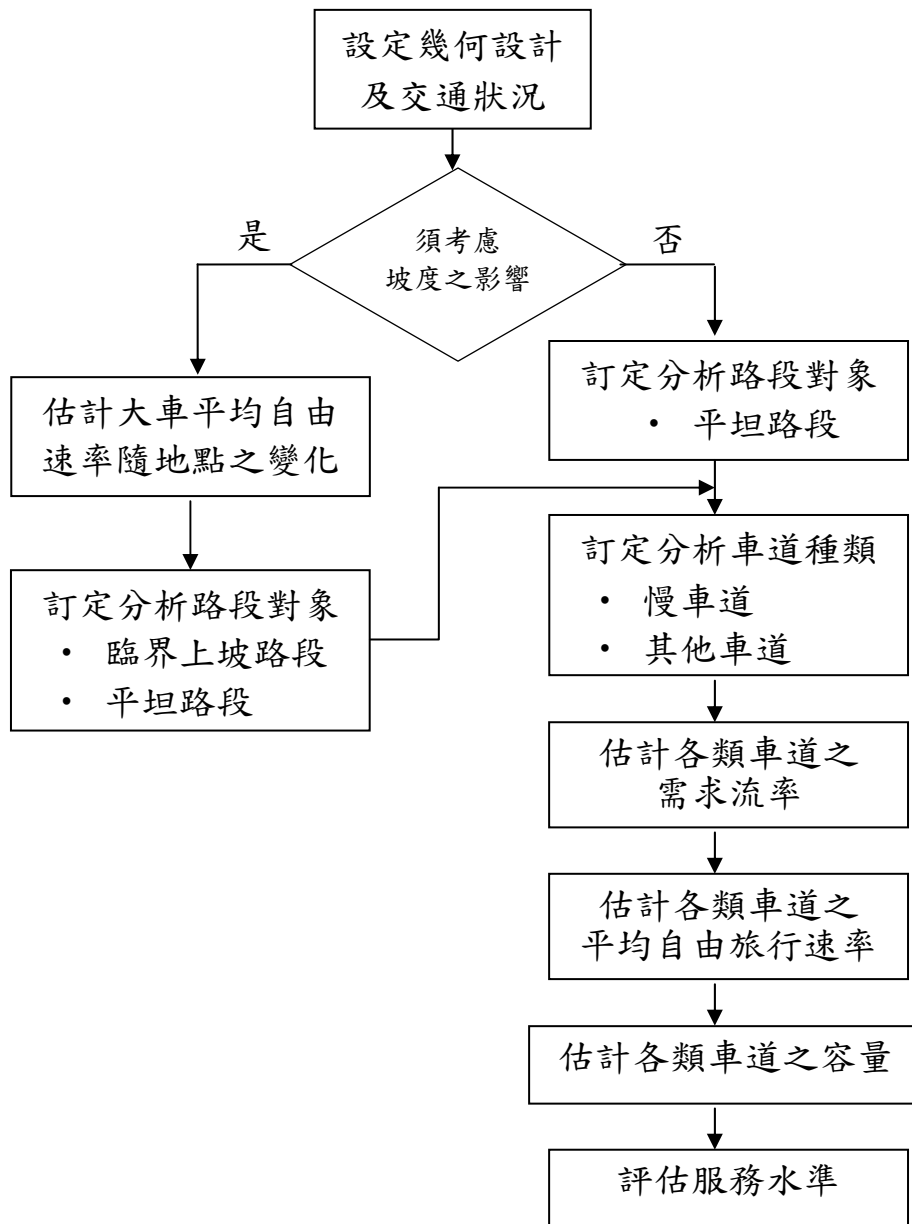 設定幾何設計
及交通狀況
是
須考慮
坡度之影響
否
估計大車平均自由
速率隨地點之變化
訂定分析路段對象
• 臨界上坡路段
• 平坦路段
訂定分析路段對象
• 平坦路段
訂定分析車道種類
• 慢車道
• 其他車道
估計各類車道之
需求流率
估計各類車道之
平均自由旅行速率
估計各類車道之容量
評估服務水準